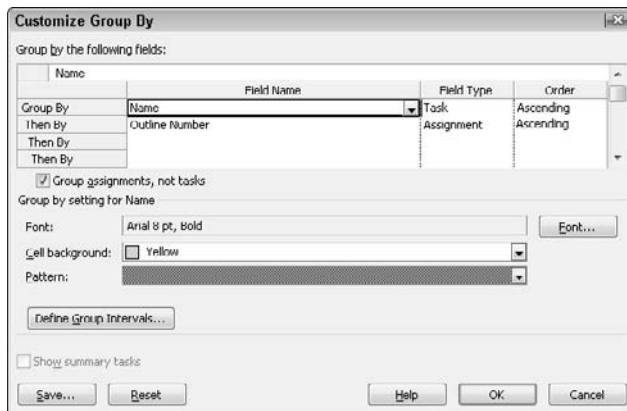 Customize Group By
Group by the following fields:
Name
Field Name Field Type Order
Group By Name Task Ascending
Then By Outline Number Assignment Ascending
Then By
Then By
Group assignments, not tasks
Group by setting for Name
Font: Arial 8 pt, Bold Font...
Cell background: Yellow
Pattern:
Define Group Intervals...
Show summary tasks
Save... Reset Help OK Cancel